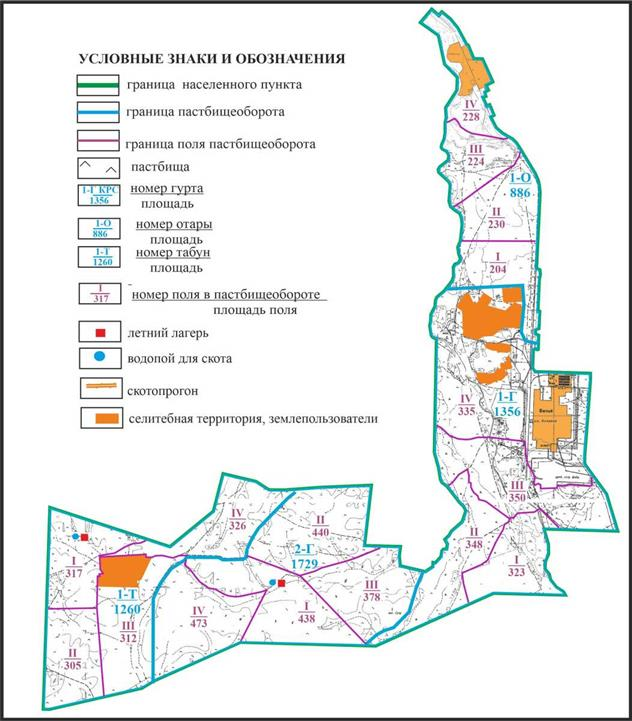 УСЛОВНЫЕ ЗНАКИ И ОБОЗНАЧЕНИЯ
граница населенного пункта
граница пастбищеоборота
граница поля пастбищеоборота
пастбища
1-Г КРС
1356
номер гурта
площадь
1-О
886
номер отары
площадь
1-Т
1260
номер табун
площадь
I
317
номер поля в пастбищеобороте
площадь поля
летний лагерь
водопой для скота
скотопрогон
селитебная территория, землепользователи
IV
228
III
224
1-О
886
II
230
I
204
1-Г
1356
IV
335
III
350
II
348
I
323
IV
326
II
440
2-Г
1729
III
378
I
438
IV
473
I
317
1-Т
1260
III
312
II
305